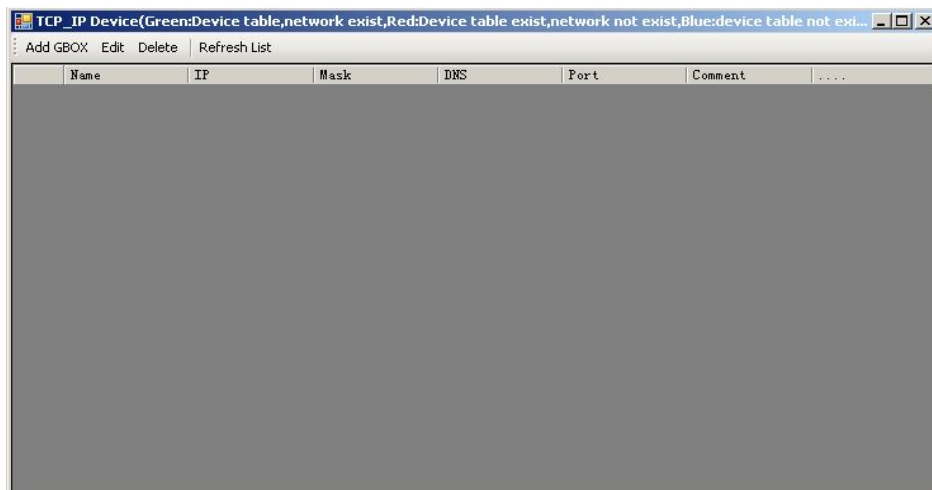 TCP_IP Device(Green:Device table,network exist,Red:Device table exist,network not exist,Blue:device table not exi...
Add GBOX Edit Delete Refresh List
Name IP Mask DNS Port Comment ....